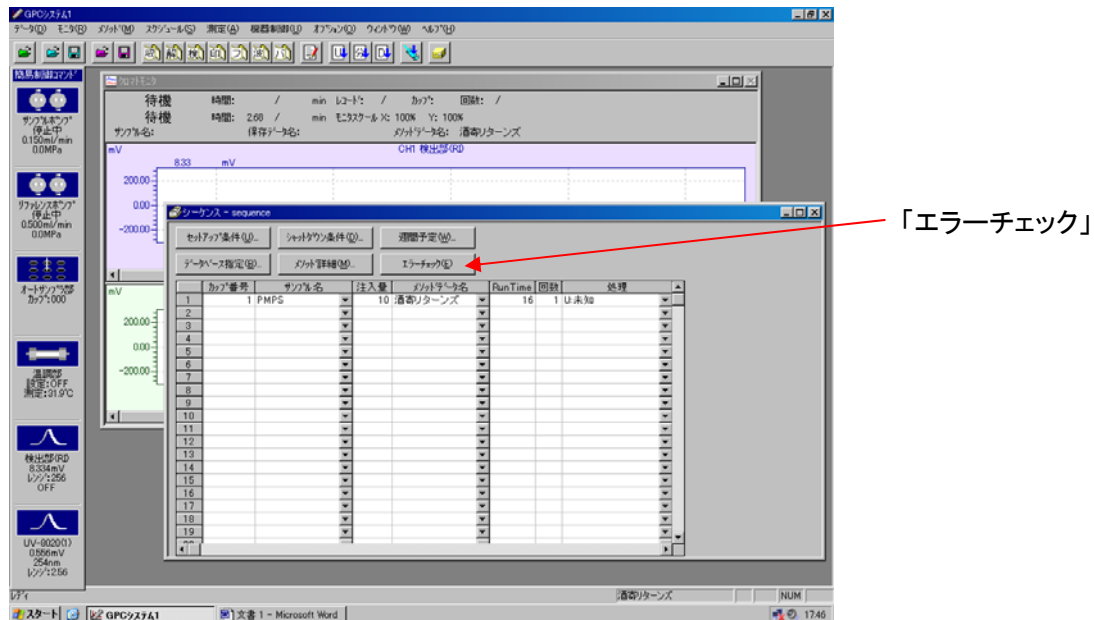 GPCシステム1
データ(D) モニタ(R) メソッド(M) スケジュール(S) 測定(A) 機器制御(U) オプション(O) ウィンドウ(W) ヘルプ(H)
簡易制御コマンド
サンプルポンプ
停止中
0.150ml/min
0.0MPa
リファレンスポンプ
停止中
0.500ml/min
0.0MPa
オートサンプラ部
カップ:000
温調部
設定:OFF
測定:31.9℃
検出部(RI)
8.334mV
レンジ:256
OFF
UV-8020(1)
0.556mV
254nm
レンジ:256
クロマトモニタ
待機 時間: / min レコード: / カップ: 回数: /
待機 時間: 2.68 / min モニタスケール X: 100% Y: 100%
サンプル名: 保存データ名: メソッドデータ名: 酒寄リターンズ
mV CH1 検出部(RI)
8.33 mV
200.00
0.00
-200.00
mV
200.00
0.00
-200.00
シーケンス - sequence
セットアップ条件(U)... シャットダウン条件(D)... 週間予定(W)...
データベース指定(B)... メソッド詳細(M)... エラーチェック(E)
カップ番号 サンプル名 注入量 メソッドデータ名 RunTime 回数 処理
1 1 PMPS 10 酒寄リターンズ 16 1 U:未知
2
3
4
5
6
7
8
9
10
11
12
13
14
15
16
17
18
19
「エラーチェック」
レディ 酒寄リターンズ NUM
スタート GPCシステム1 文書 1 - Microsoft Word 17:46